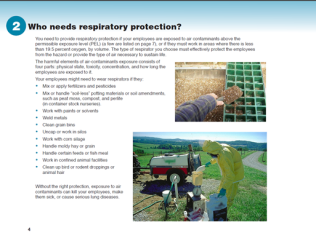 2 Who needs respiratory protection?
You need to provide respiratory protection if your employees are exposed to air contaminants above the
permissible exposure level (PEL) (a few are listed on page 7), or if they must work in areas where there is less
than 19.5 percent oxygen, by volume. The type of respirator you choose must effectively protect the employees
from the hazard or provide the type of air necessary to sustain life.
The harmful elements of air contaminants exposure consists of
four parts: physical state, toxicity, concentration, and how long the
employees are exposed to it.
Your employees might need to wear respirators if they:
• Mix or apply fertilizers and pesticides
• Mix or handle "soil-less" potting materials or soil amendments,
such as peat moss, compost, and perlite
(in container stock nurseries).
• Work with paints or solvents
• Weld metals
• Clean grain bins
• Uncap or work in silos
• Work with corn silage
• Handle moldy hay or grain
• Handle certain feeds or fish meal
• Work in confined animal facilities
• Clean up bird or rodent droppings or
animal hair
Without the right protection, exposure to air
contaminants can kill your employees, make
them sick, or cause serious lung diseases.
4